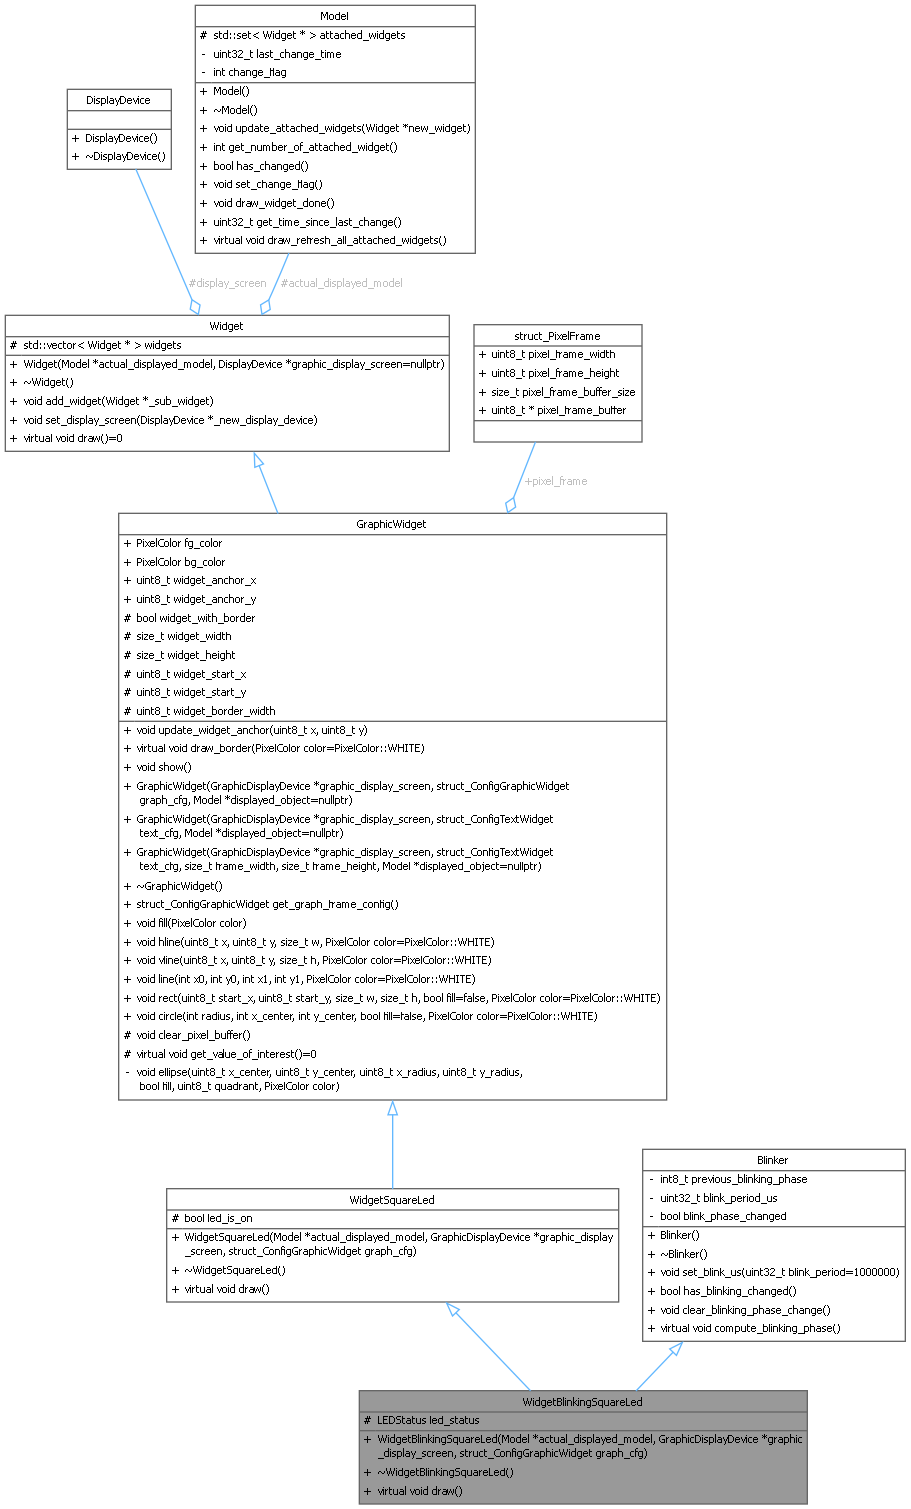 Model
# std::set< Widget * > attached_widgets
- uint32_t last_change_time
- int change_flag
+ Model()
+ ~Model()
+ void update_attached_widgets(Widget *new_widget)
+ int get_number_of_attached_widget()
+ bool has_changed()
+ void set_change_flag()
+ void draw_widget_done()
+ uint32_t get_time_since_last_change()
+ virtual void draw_refresh_all_attached_widgets()
DisplayDevice
+ DisplayDevice()
+ ~DisplayDevice()
#display_screen
#actual_displayed_model
Widget
# std::vector< Widget * > widgets
+ Widget(Model *actual_displayed_model, DisplayDevice *graphic_display_screen=nullptr)
+ ~Widget()
+ void add_widget(Widget *_sub_widget)
+ void set_display_screen(DisplayDevice *_new_display_device)
+ virtual void draw()=0
struct_PixelFrame
+ uint8_t pixel_frame_width
+ uint8_t pixel_frame_height
+ size_t pixel_frame_buffer_size
+ uint8_t * pixel_frame_buffer
+pixel_frame
GraphicWidget
+ PixelColor fg_color
+ PixelColor bg_color
+ uint8_t widget_anchor_x
+ uint8_t widget_anchor_y
# bool widget_with_border
# size_t widget_width
# size_t widget_height
# uint8_t widget_start_x
# uint8_t widget_start_y
# uint8_t widget_border_width
+ void update_widget_anchor(uint8_t x, uint8_t y)
+ virtual void draw_border(PixelColor color=PixelColor::WHITE)
+ void show()
+ GraphicWidget(GraphicDisplayDevice *graphic_display_screen, struct_ConfigGraphicWidget
graph_cfg, Model *displayed_object=nullptr)
+ GraphicWidget(GraphicDisplayDevice *graphic_display_screen, struct_ConfigTextWidget
text_cfg, Model *displayed_object=nullptr)
+ GraphicWidget(GraphicDisplayDevice *graphic_display_screen, struct_ConfigTextWidget
text_cfg, size_t frame_width, size_t frame_height, Model *displayed_object=nullptr)
+ ~GraphicWidget()
+ struct_ConfigGraphicWidget get_graph_frame_config()
+ void fill(PixelColor color)
+ void hline(uint8_t x, uint8_t y, size_t w, PixelColor color=PixelColor::WHITE)
+ void vline(uint8_t x, uint8_t y, size_t h, PixelColor color=PixelColor::WHITE)
+ void line(int x0, int y0, int x1, int y1, PixelColor color=PixelColor::WHITE)
+ void rect(uint8_t start_x, uint8_t start_y, size_t w, size_t h, bool fill=false, PixelColor color=PixelColor::WHITE)
+ void circle(int radius, int x_center, int y_center, bool fill=false, PixelColor color=PixelColor::WHITE)
# void clear_pixel_buffer()
# virtual void get_value_of_interest()=0
- void ellipse(uint8_t x_center, uint8_t y_center, uint8_t x_radius, uint8_t y_radius,
bool fill, uint8_t quadrant, PixelColor color)
WidgetSquareLed
# bool led_is_on
+ WidgetSquareLed(Model *actual_displayed_model, GraphicDisplayDevice *graphic_display
_screen, struct_ConfigGraphicWidget graph_cfg)
+ ~WidgetSquareLed()
+ virtual void draw()
Blinker
- int8_t previous_blinking_phase
- uint32_t blink_period_us
- bool blink_phase_changed
+ Blinker()
+ ~Blinker()
+ void set_blink_us(uint32_t blink_period=1000000)
+ bool has_blinking_changed()
+ void clear_blinking_phase_change()
+ virtual void compute_blinking_phase()
WidgetBlinkingSquareLed
# LEDStatus led_status
+ WidgetBlinkingSquareLed(Model *actual_displayed_model, GraphicDisplayDevice *graphic
_display_screen, struct_ConfigGraphicWidget graph_cfg)
+ ~WidgetBlinkingSquareLed()
+ virtual void draw()